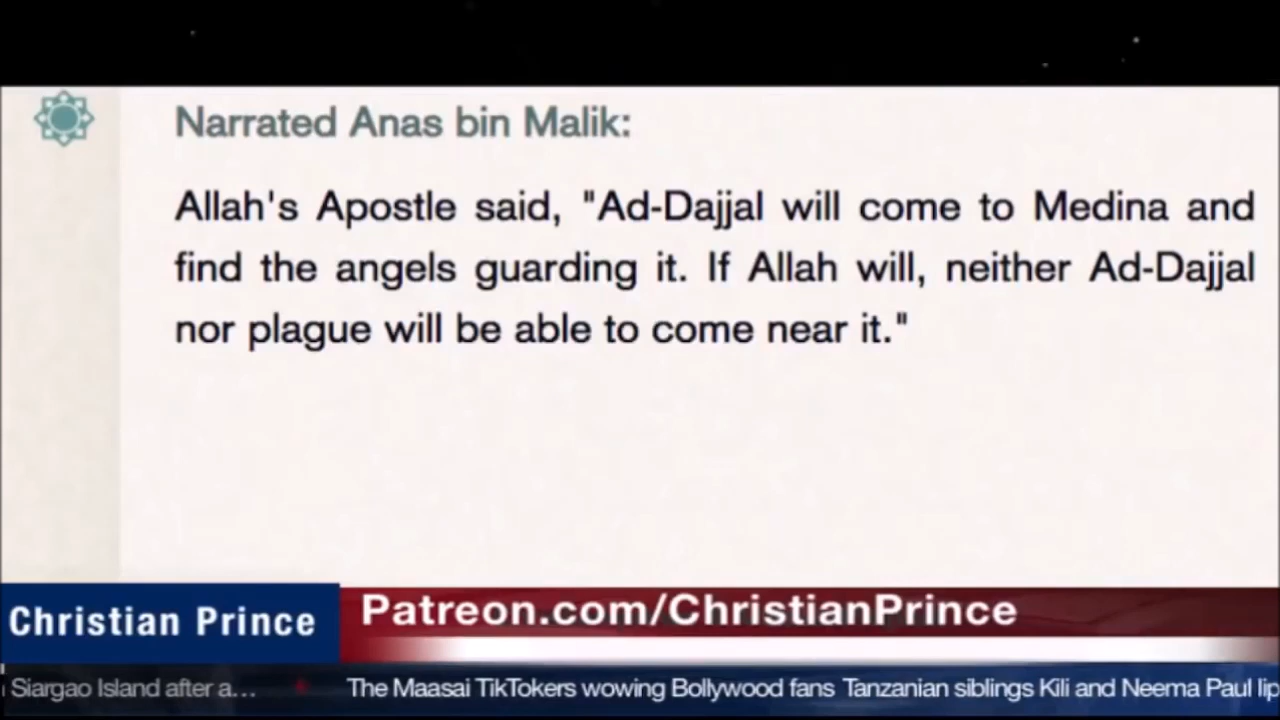 Narrated Anas bin Malik:
Allah's Apostle said, "Ad-Dajjal will come to Medina and
find the angels guarding it. If Allah will, neither Ad-Dajjal
nor plague will be able to come near it."
Christian Prince
Patreon.com/ChristianPrince
Siargao Island after a... The Maasai TikTokers wowing Bollywood fans Tanzanian siblings Kili and Neema Paul lip